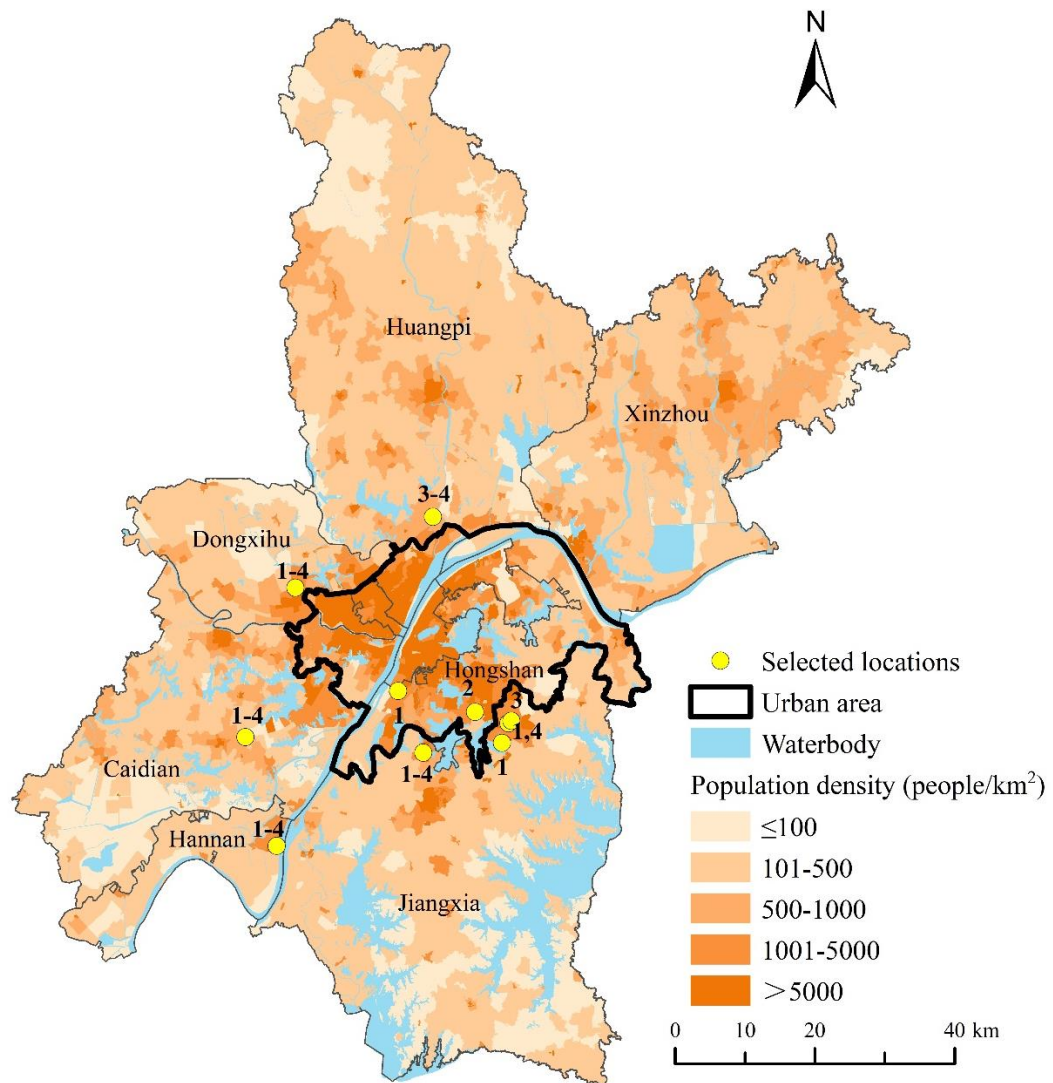 N
Huangpi
Xinzhou
3-4
Dongxihu
1-4
Hongshan
Selected locations
2
3
Urban area
1
1,4
1-4
Waterbody
1-4
1
Caidian
Population density (people/km²)
≤100
Hannan
1-4
101-500
Jiangxia
500-1000
1001-5000
>5000
0 10 20 40 km